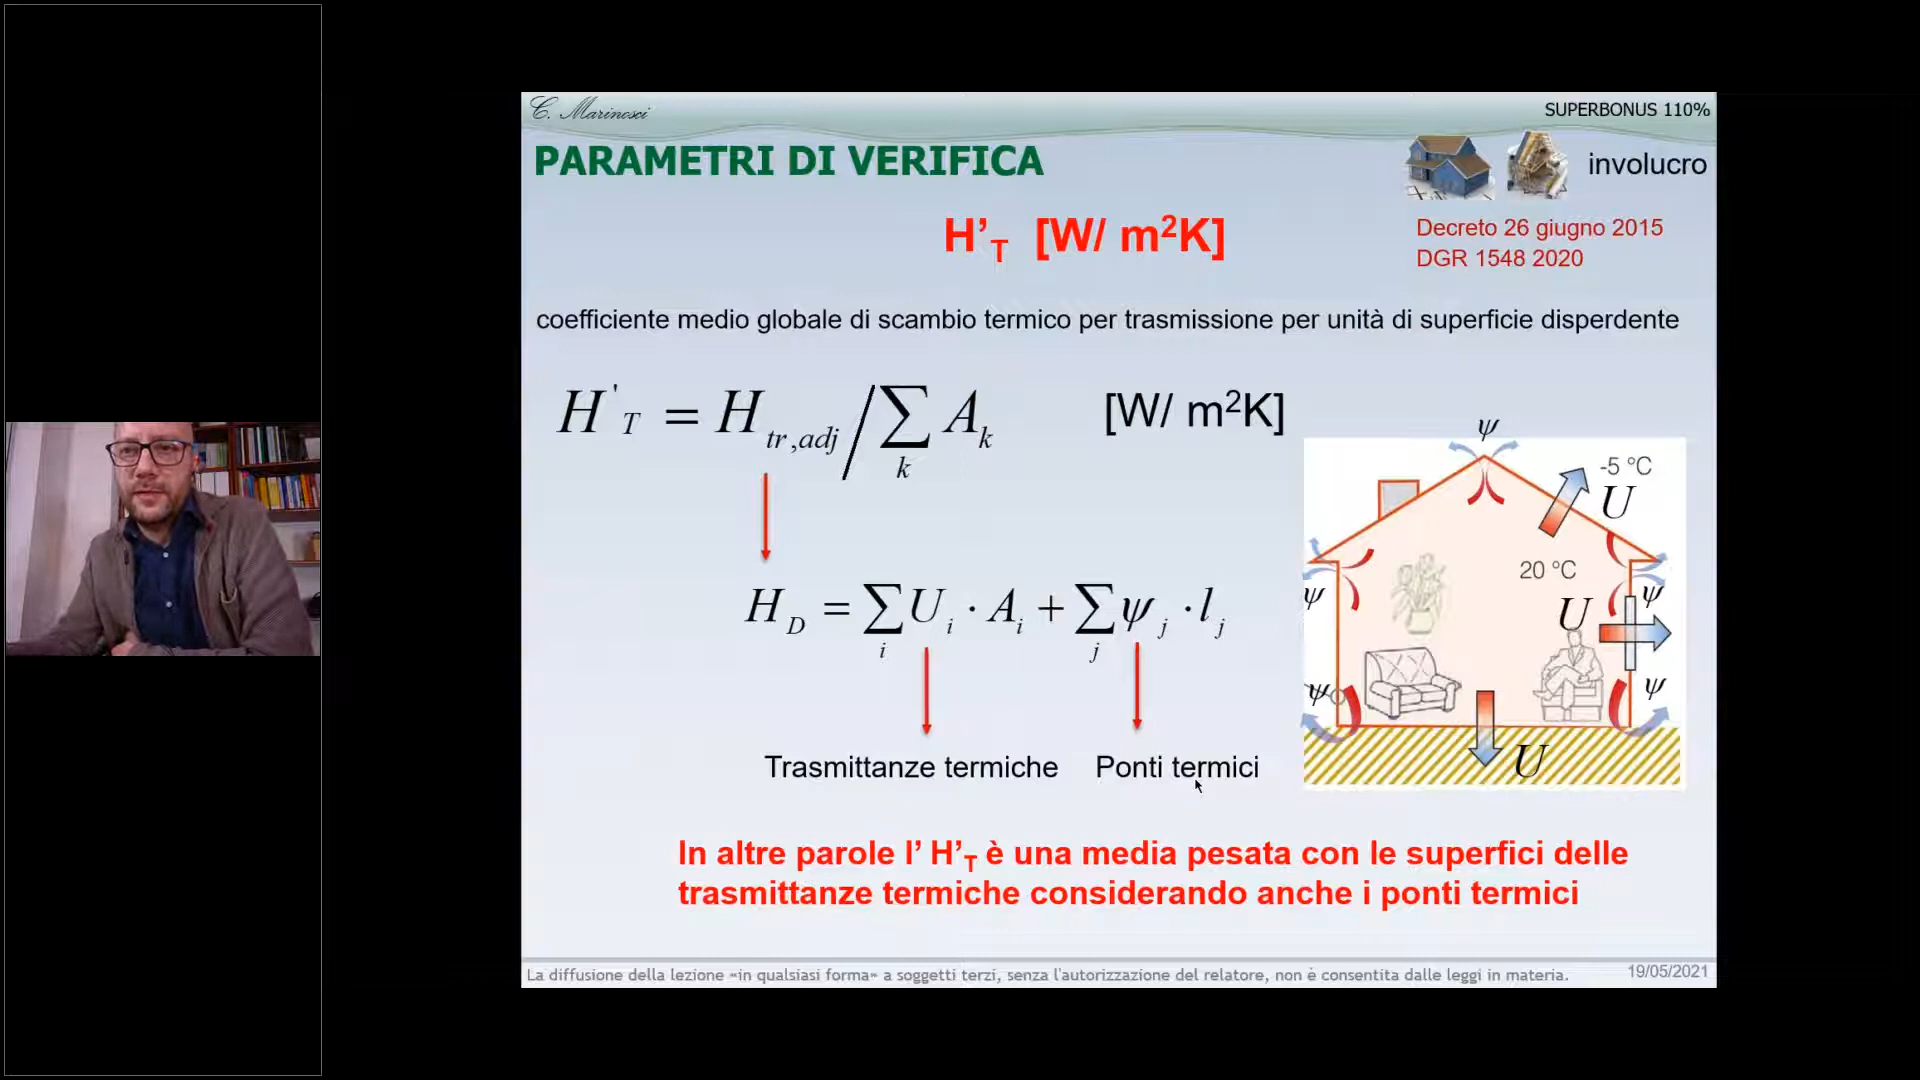 C. Marinosci
SUPERBONUS 110%
PARAMETRI DI VERIFICA
involucro
H’T [W/ m²K]
Decreto 26 giugno 2015
DGR 1548 2020
coefficiente medio globale di scambio termico per trasmissione per unità di superficie disperdente
H'T = Htr,adj / ∑k Ak [W/ m²K]
HD = ∑i Ui · Ai + ∑j ψj · lj
Trasmittanze termiche Ponti termici
ψ
-5 °C
U
20 °C
ψ
U
ψ
ψ
ψ
U
In altre parole l’ H’T è una media pesata con le superfici delle
trasmittanze termiche considerando anche i ponti termici
La diffusione della lezione «in qualsiasi forma» a soggetti terzi, senza l'autorizzazione del relatore, non è consentita dalle leggi in materia.
19/05/2021